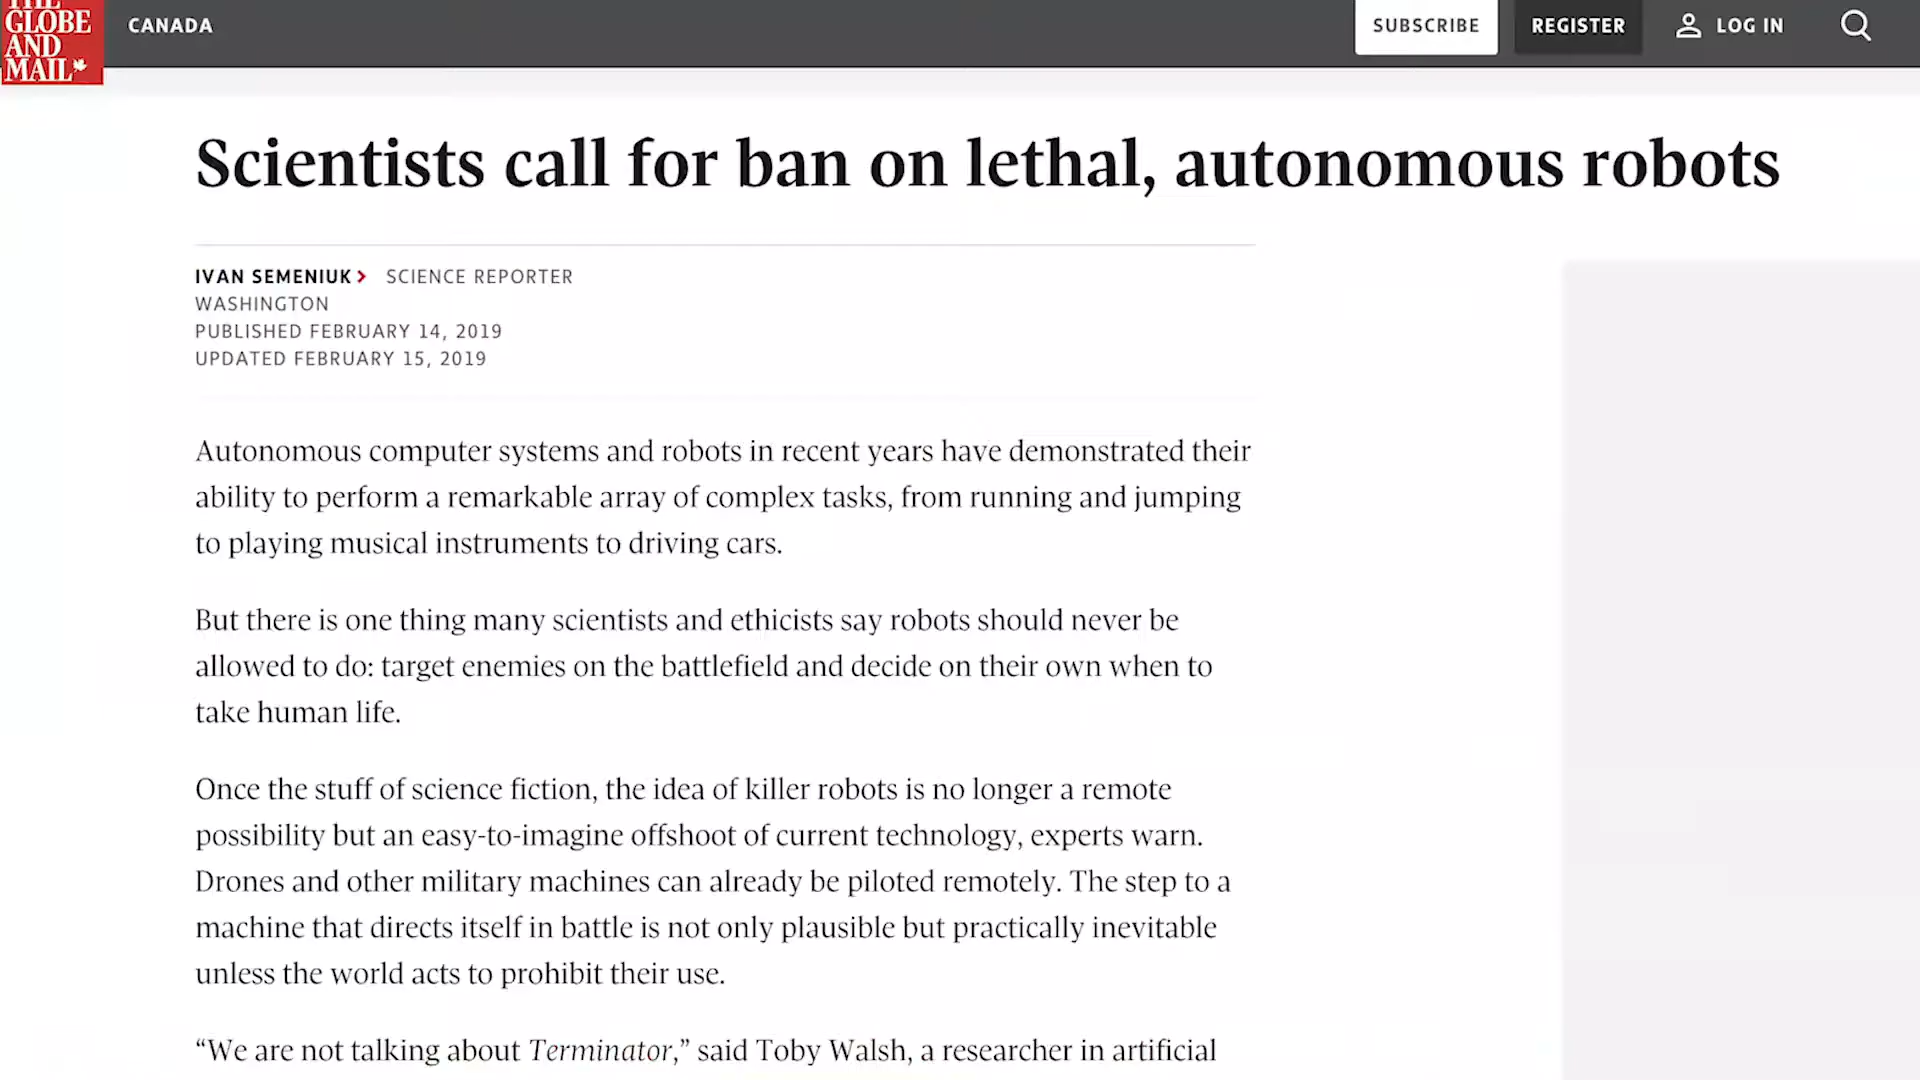 THE
GLOBE
AND
MAIL
CANADA
SUBSCRIBE
REGISTER
LOG IN
Scientists call for ban on lethal, autonomous robots
IVAN SEMENIUK SCIENCE REPORTER
WASHINGTON
PUBLISHED FEBRUARY 14, 2019
UPDATED FEBRUARY 15, 2019
Autonomous computer systems and robots in recent years have demonstrated their
ability to perform a remarkable array of complex tasks, from running and jumping
to playing musical instruments to driving cars.
But there is one thing many scientists and ethicists say robots should never be
allowed to do: target enemies on the battlefield and decide on their own when to
take human life.
Once the stuff of science fiction, the idea of killer robots is no longer a remote
possibility but an easy-to-imagine offshoot of current technology, experts warn.
Drones and other military machines can already be piloted remotely. The step to a
machine that directs itself in battle is not only plausible but practically inevitable
unless the world acts to prohibit their use.
“We are not talking about Terminator,” said Toby Walsh, a researcher in artificial